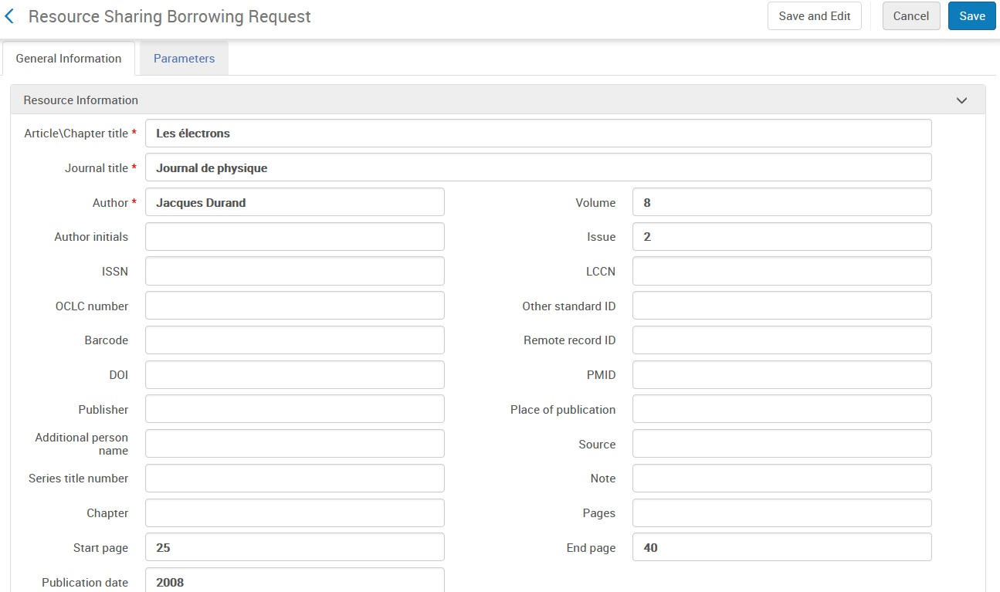 Resource Sharing Borrowing Request
Save and Edit
Cancel
Save
General Information
Parameters
Resource Information
Article\Chapter title * Les électrons
Journal title * Journal de physique
Author * Jacques Durand Volume 8
Author initials Issue 2
ISSN LCCN
OCLC number Other standard ID
Barcode Remote record ID
DOI PMID
Publisher Place of publication
Additional person
name
Source
Series title number Note
Chapter Pages
Start page 25 End page 40
Publication date 2008